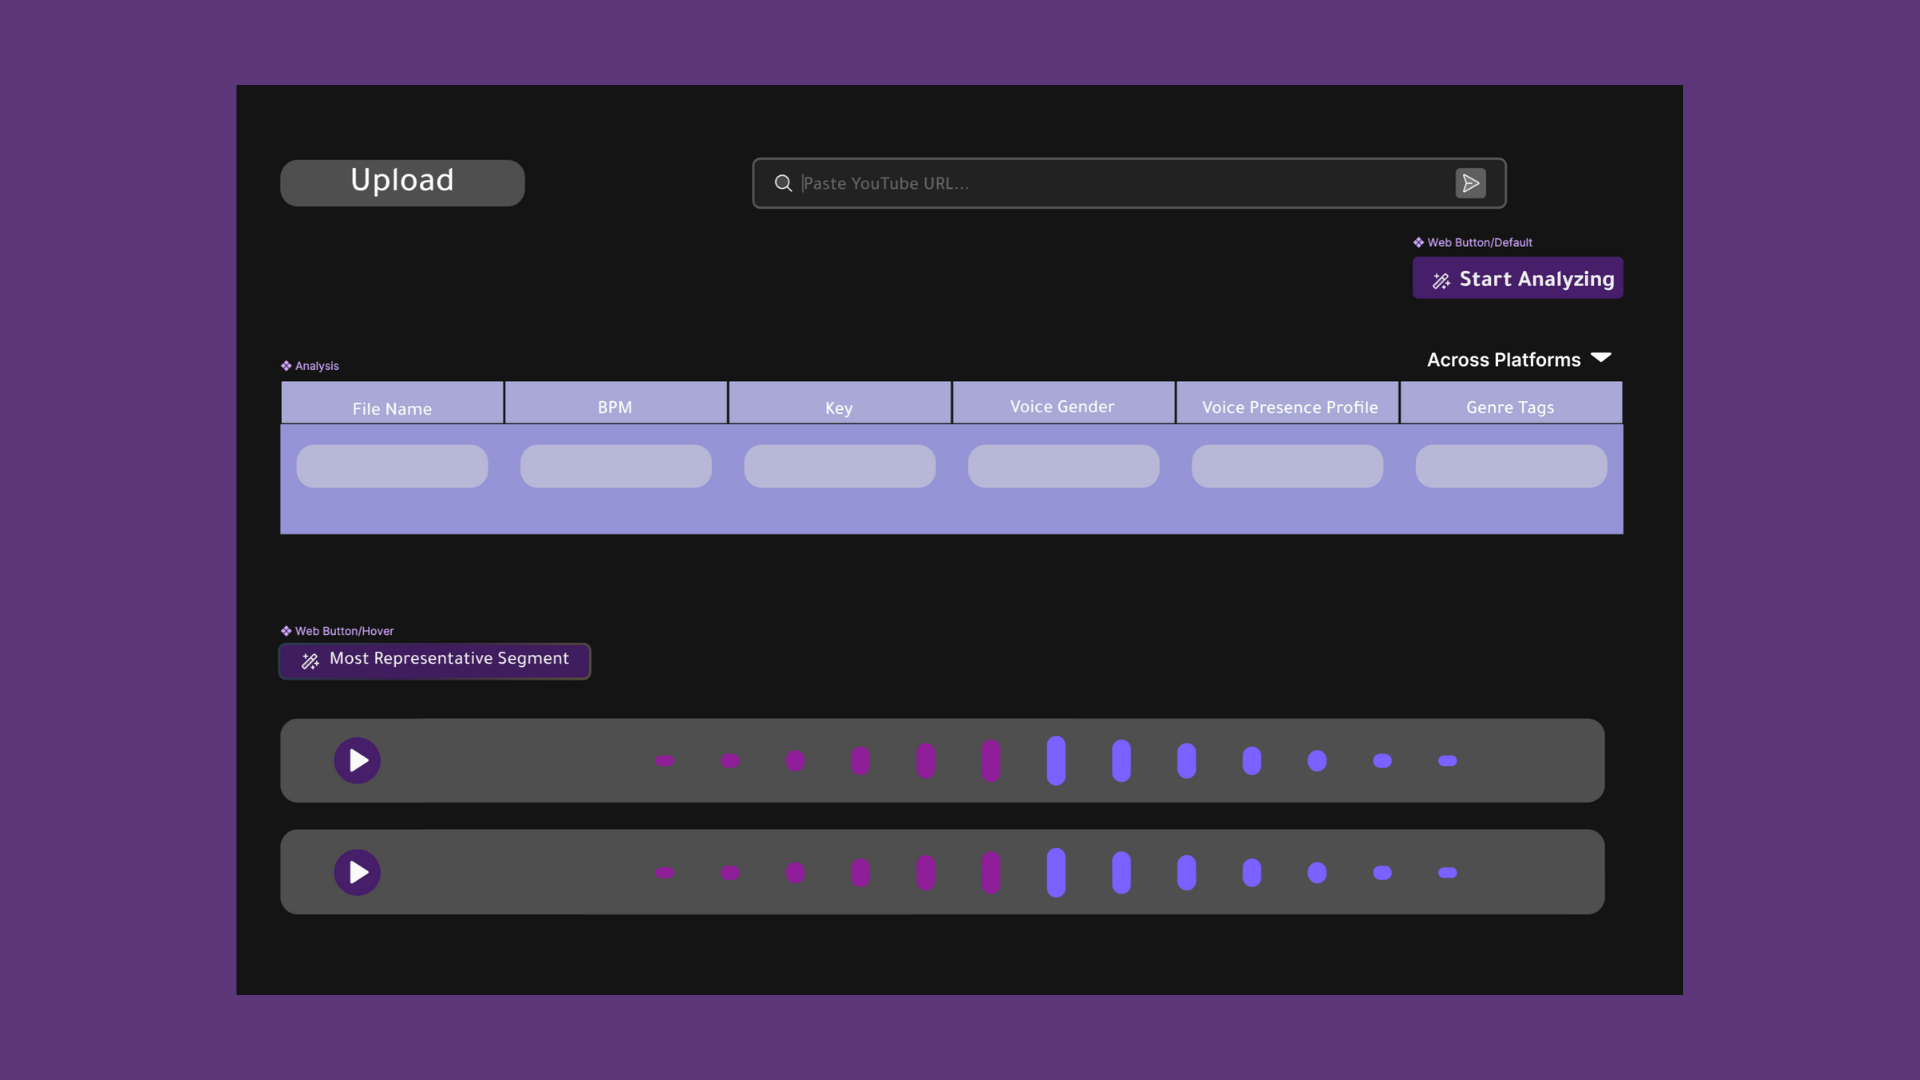 Upload
Paste YouTube URL...
Web Button/Default
Start Analyzing
Across Platforms
Analysis
File Name
BPM
Key
Voice Gender
Voice Presence Profile
Genre Tags
Web Button/Hover
Most Representative Segment